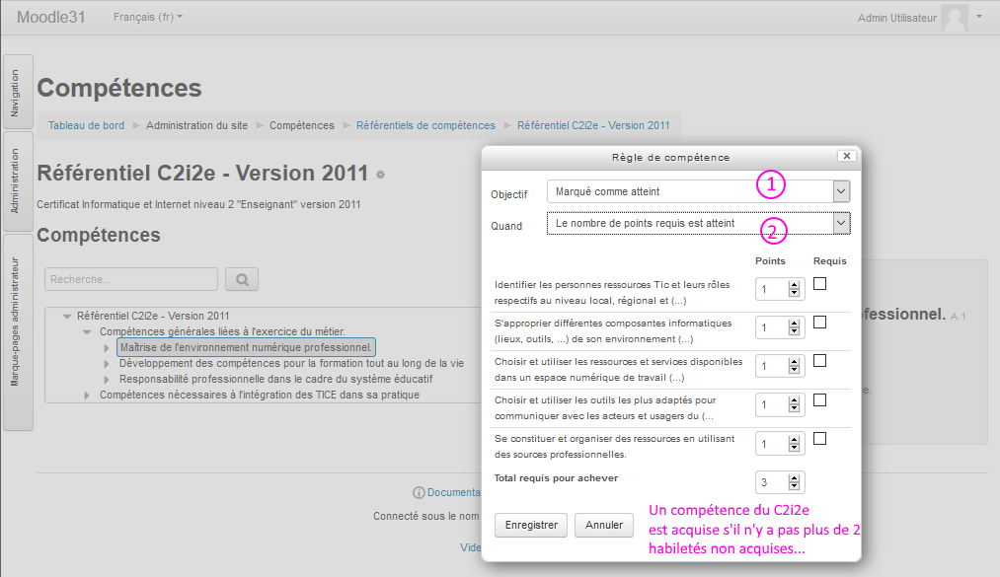 Moodle31 Français (fr) Admin Utilisateur
Navigation
Administration
Marque-pages administrateur
Compétences
Tableau de bord Administration du site Compétences Référentiels de compétences Référentiel C2i2e - Version 2011
Référentiel C2i2e - Version 2011
Certificat Informatique et Internet niveau 2 "Enseignant" version 2011
Compétences
Recherche...
Référentiel C2i2e - Version 2011
Compétences générales liées à l'exercice du métier.
Maîtrise de l'environnement numérique professionnel.
Développement des compétences pour la formation tout au long de la vie
Responsabilité professionnelle dans le cadre du système éducatif
Compétences nécessaires à l'intégration des TICE dans sa pratique
fessionnel. A.1
Documenta
Connecté sous le nom
Vide
Règle de compétence
Objectif Marqué comme atteint 1
Quand Le nombre de points requis est atteint 2
Points Requis
Identifier les personnes ressources Tic et leurs rôles
respectifs au niveau local, régional et (...)
1
S'approprier différentes composantes informatiques
(lieux, outils, ...) de son environnement (...)
1
Choisir et utiliser les ressources et services disponibles
dans un espace numérique de travail (...)
1
Choisir et utiliser les outils les plus adaptés pour
communiquer avec les acteurs et usagers du (...
1
Se constituer et organiser des ressources en utilisant
des sources professionnelles.
1
Total requis pour achever 3
Enregistrer Annuler
Un compétence du C2i2e
est acquise s'il n'y a pas plus de 2
habiletés non acquises...